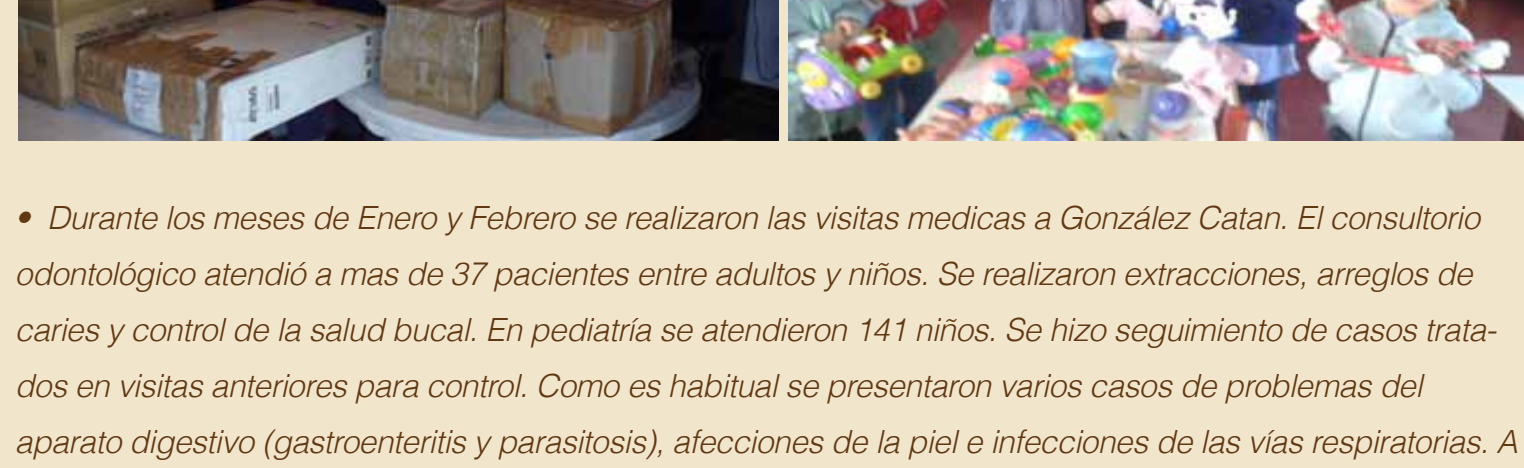 • Durante los meses de Enero y Febrero se realizaron las visitas medicas a González Catan. El consultorio
odontológico atendió a mas de 37 pacientes entre adultos y niños. Se realizaron extracciones, arreglos de
caries y control de la salud bucal. En pediatría se atendieron 141 niños. Se hizo seguimiento de casos trata-
dos en visitas anteriores para control. Como es habitual se presentaron varios casos de problemas del
aparato digestivo (gastroenteritis y parasitosis), afecciones de la piel e infecciones de las vías respiratorias. A